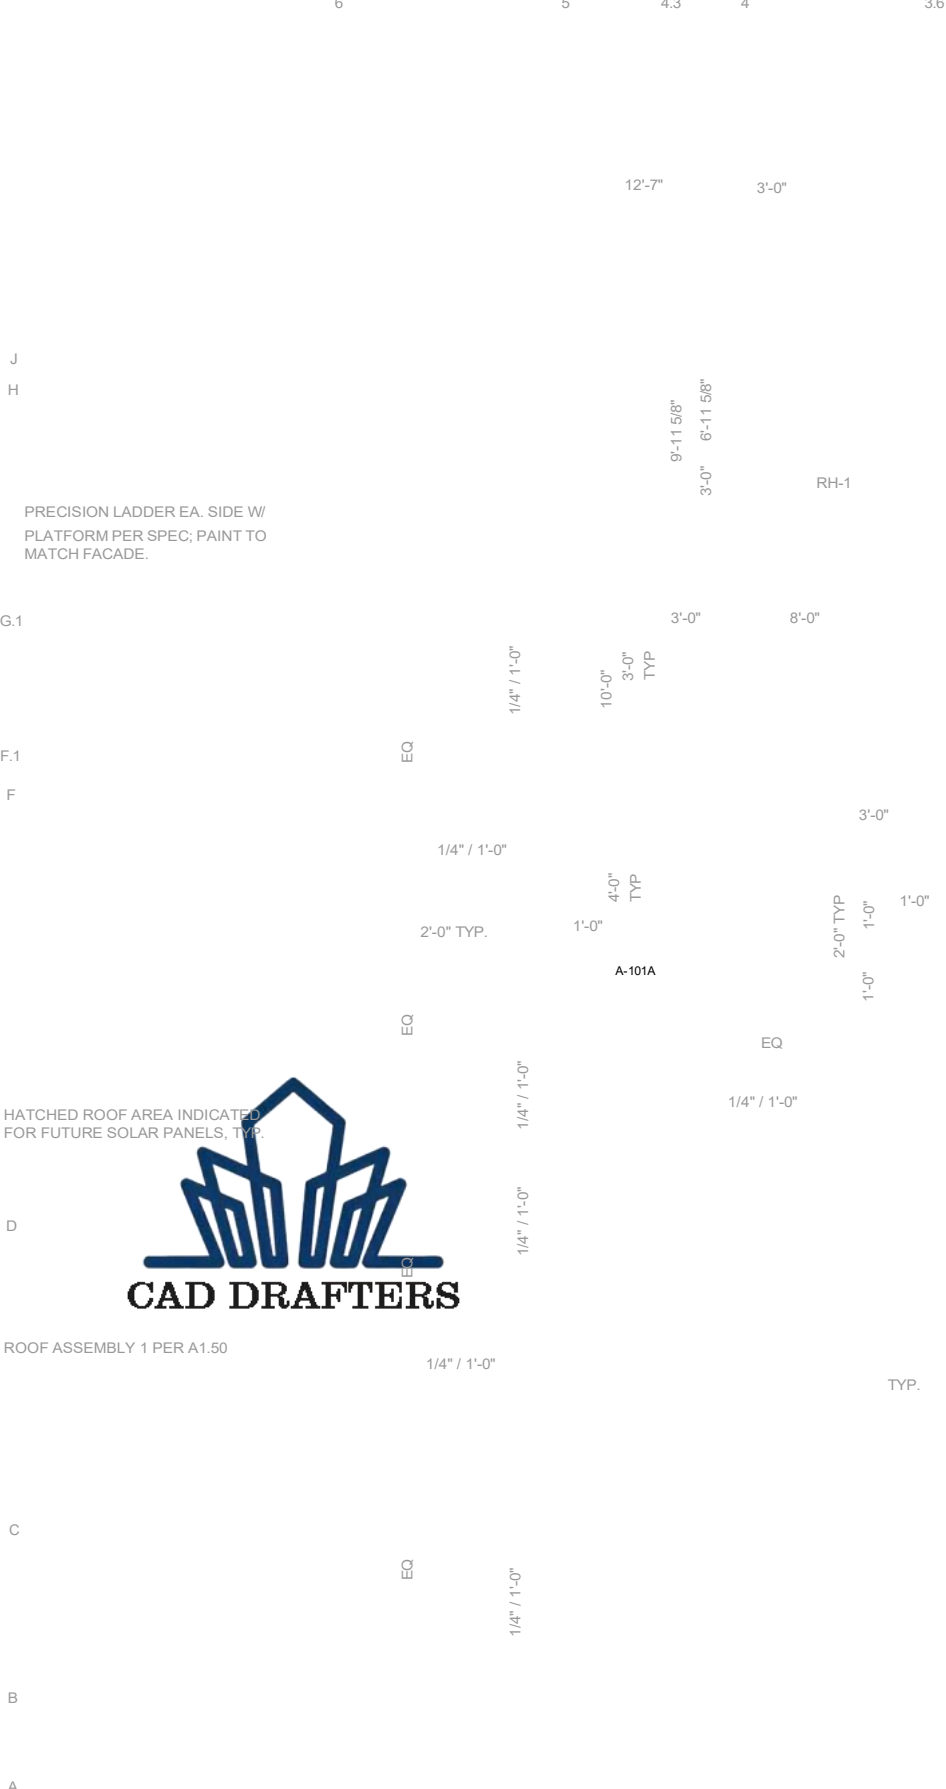 6 5 4.3 4 3.6
12'-7" 3'-0"
J
H
9'-11 5/8"
6'-11 5/8"
3'-0"
RH-1
PRECISION LADDER EA. SIDE W/
PLATFORM PER SPEC; PAINT TO
MATCH FACADE.
G.1
3'-0" 8'-0"
1/4" / 1'-0"
10'-0"
3'-0"
TYP
EQ
F.1
F
3'-0"
1/4" / 1'-0"
4'-0"
TYP
2'-0" TYP
1'-0"
1'-0"
2'-0" TYP.
1'-0"
A-101A
1'-0"
EQ
EQ
1/4" / 1'-0"
1/4" / 1'-0"
HATCHED ROOF AREA INDICATED
FOR FUTURE SOLAR PANELS, TYP.
1/4" / 1'-0"
D
EQ
CAD DRAFTERS
ROOF ASSEMBLY 1 PER A1.50
1/4" / 1'-0"
TYP.
C
EQ
1/4" / 1'-0"
B
A